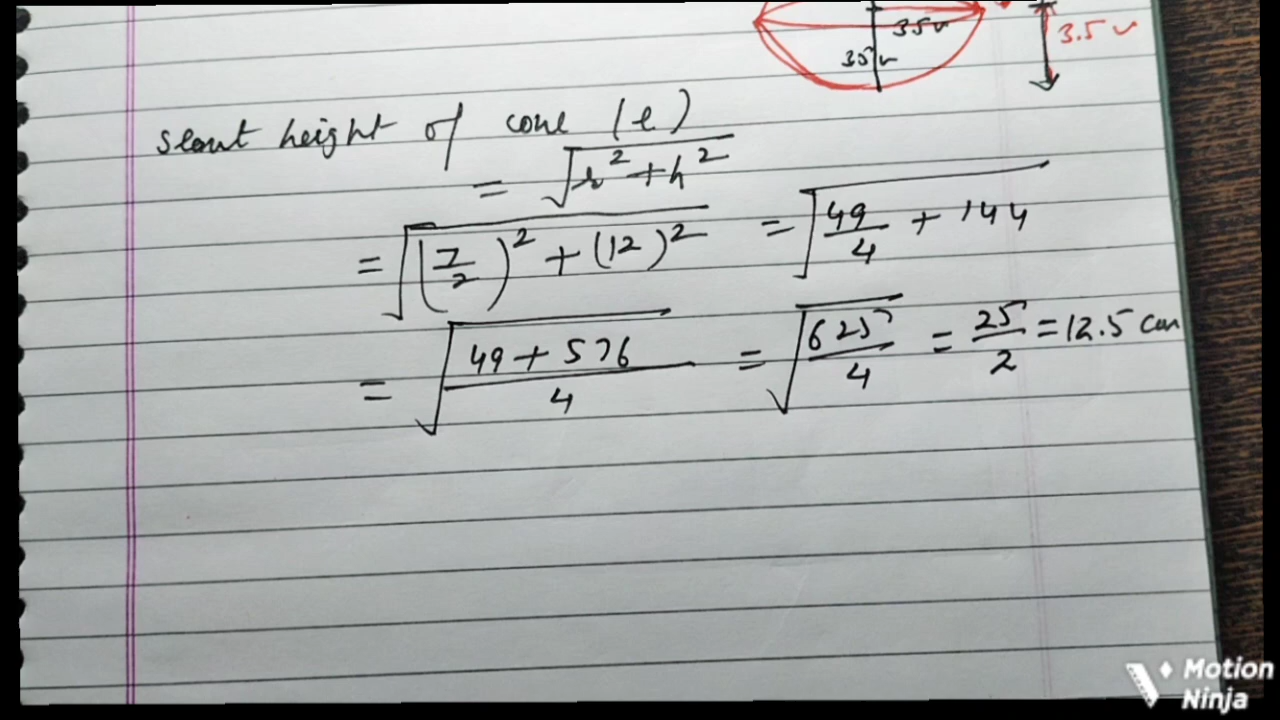 3.5 3.5
3.5
slant height of cone (l)
= √(r² + h²)
= √((7/2)² + (12)²) = √(49/4 + 144)
= √((49 + 576)/4) = √(625/4) = 25/2 = 12.5 cm
Motion
Ninja